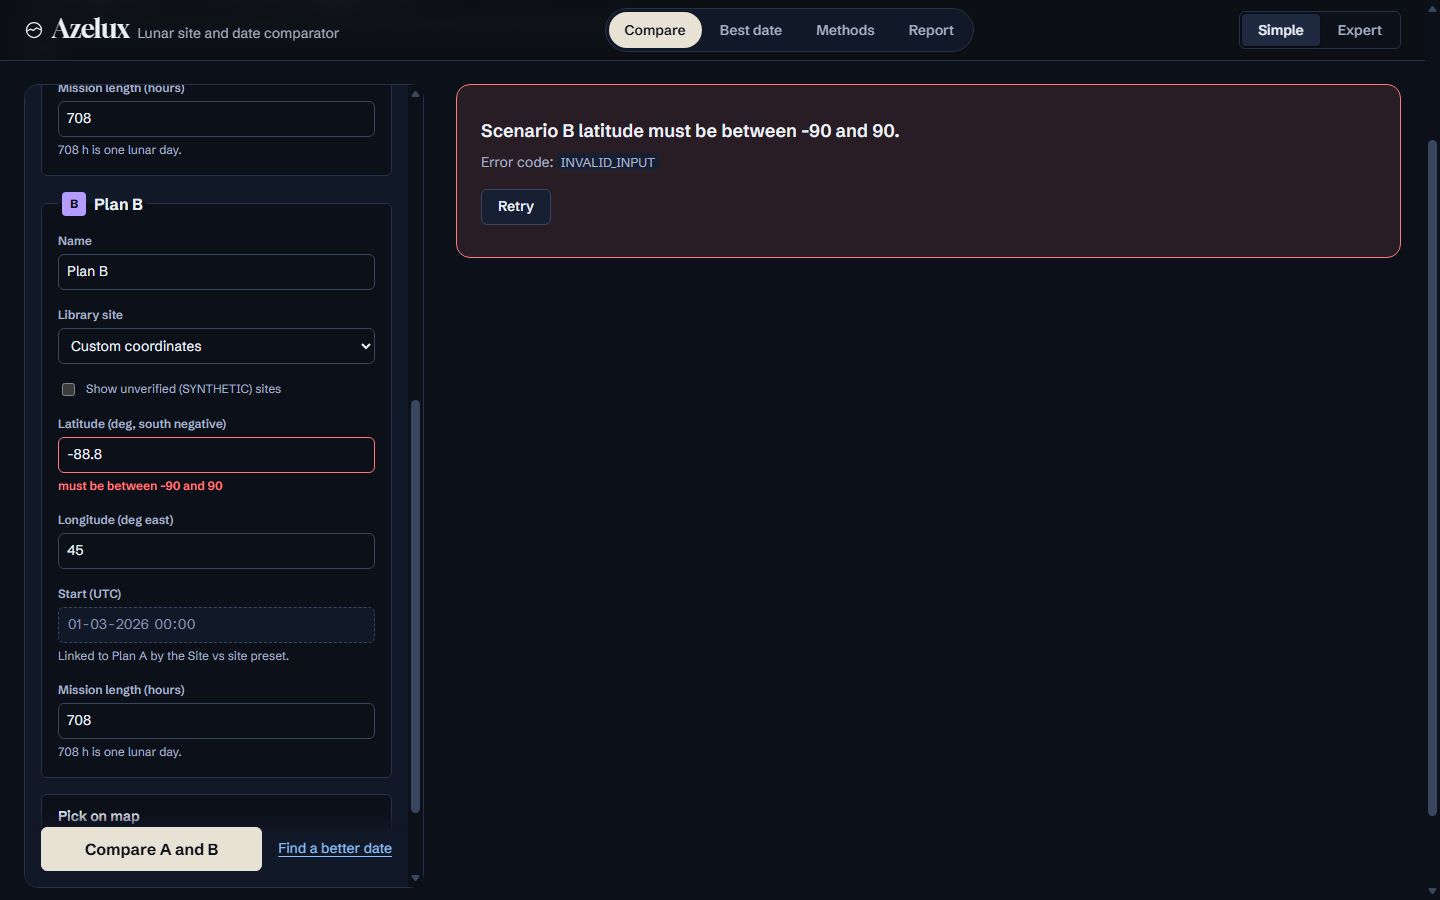 Azelux Lunar site and date comparator
Compare Best date Methods Report
Simple Expert
Mission length (hours)
708
708 h is one lunar day.
B Plan B
Name
Plan B
Library site
Custom coordinates
Show unverified (SYNTHETIC) sites
Latitude (deg, south negative)
-88.8
must be between -90 and 90
Longitude (deg east)
45
Start (UTC)
01-03-2026 00:00
Linked to Plan A by the Site vs site preset.
Mission length (hours)
708
708 h is one lunar day.
Pick on map
Compare A and B Find a better date
Scenario B latitude must be between -90 and 90.
Error code: INVALID_INPUT
Retry